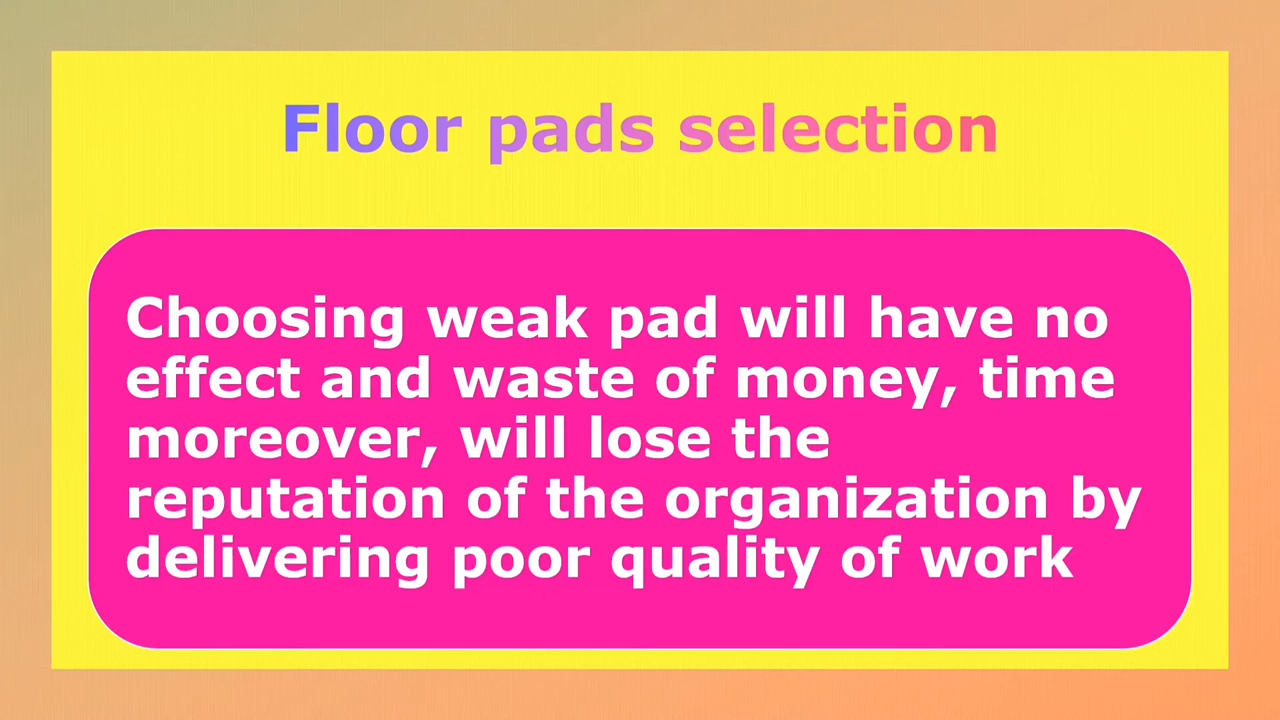 Floor pads selection
Choosing weak pad will have no
effect and waste of money, time
moreover, will lose the
reputation of the organization by
delivering poor quality of work